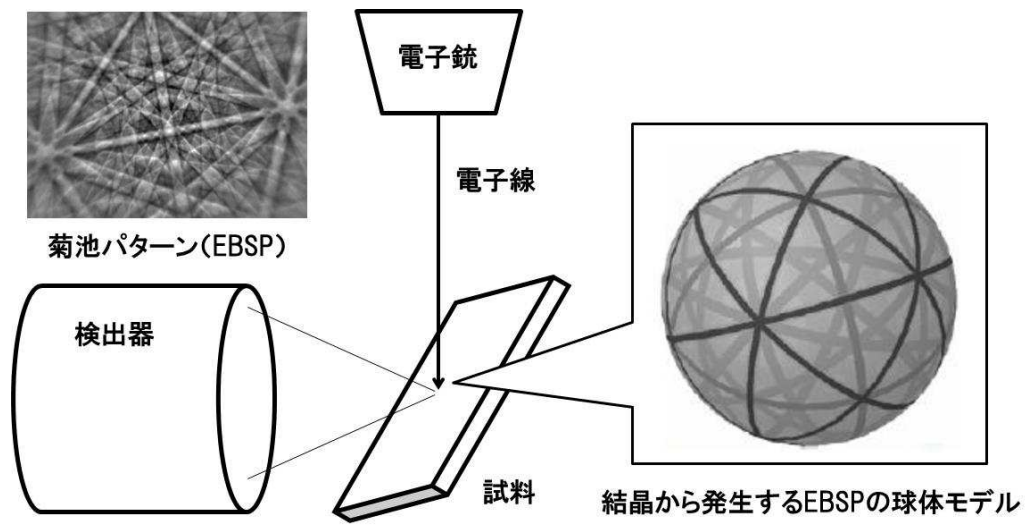 電子銃
電子線
菊池パターン(EBSP)
検出器
試料
結晶から発生するEBSPの球体モデル